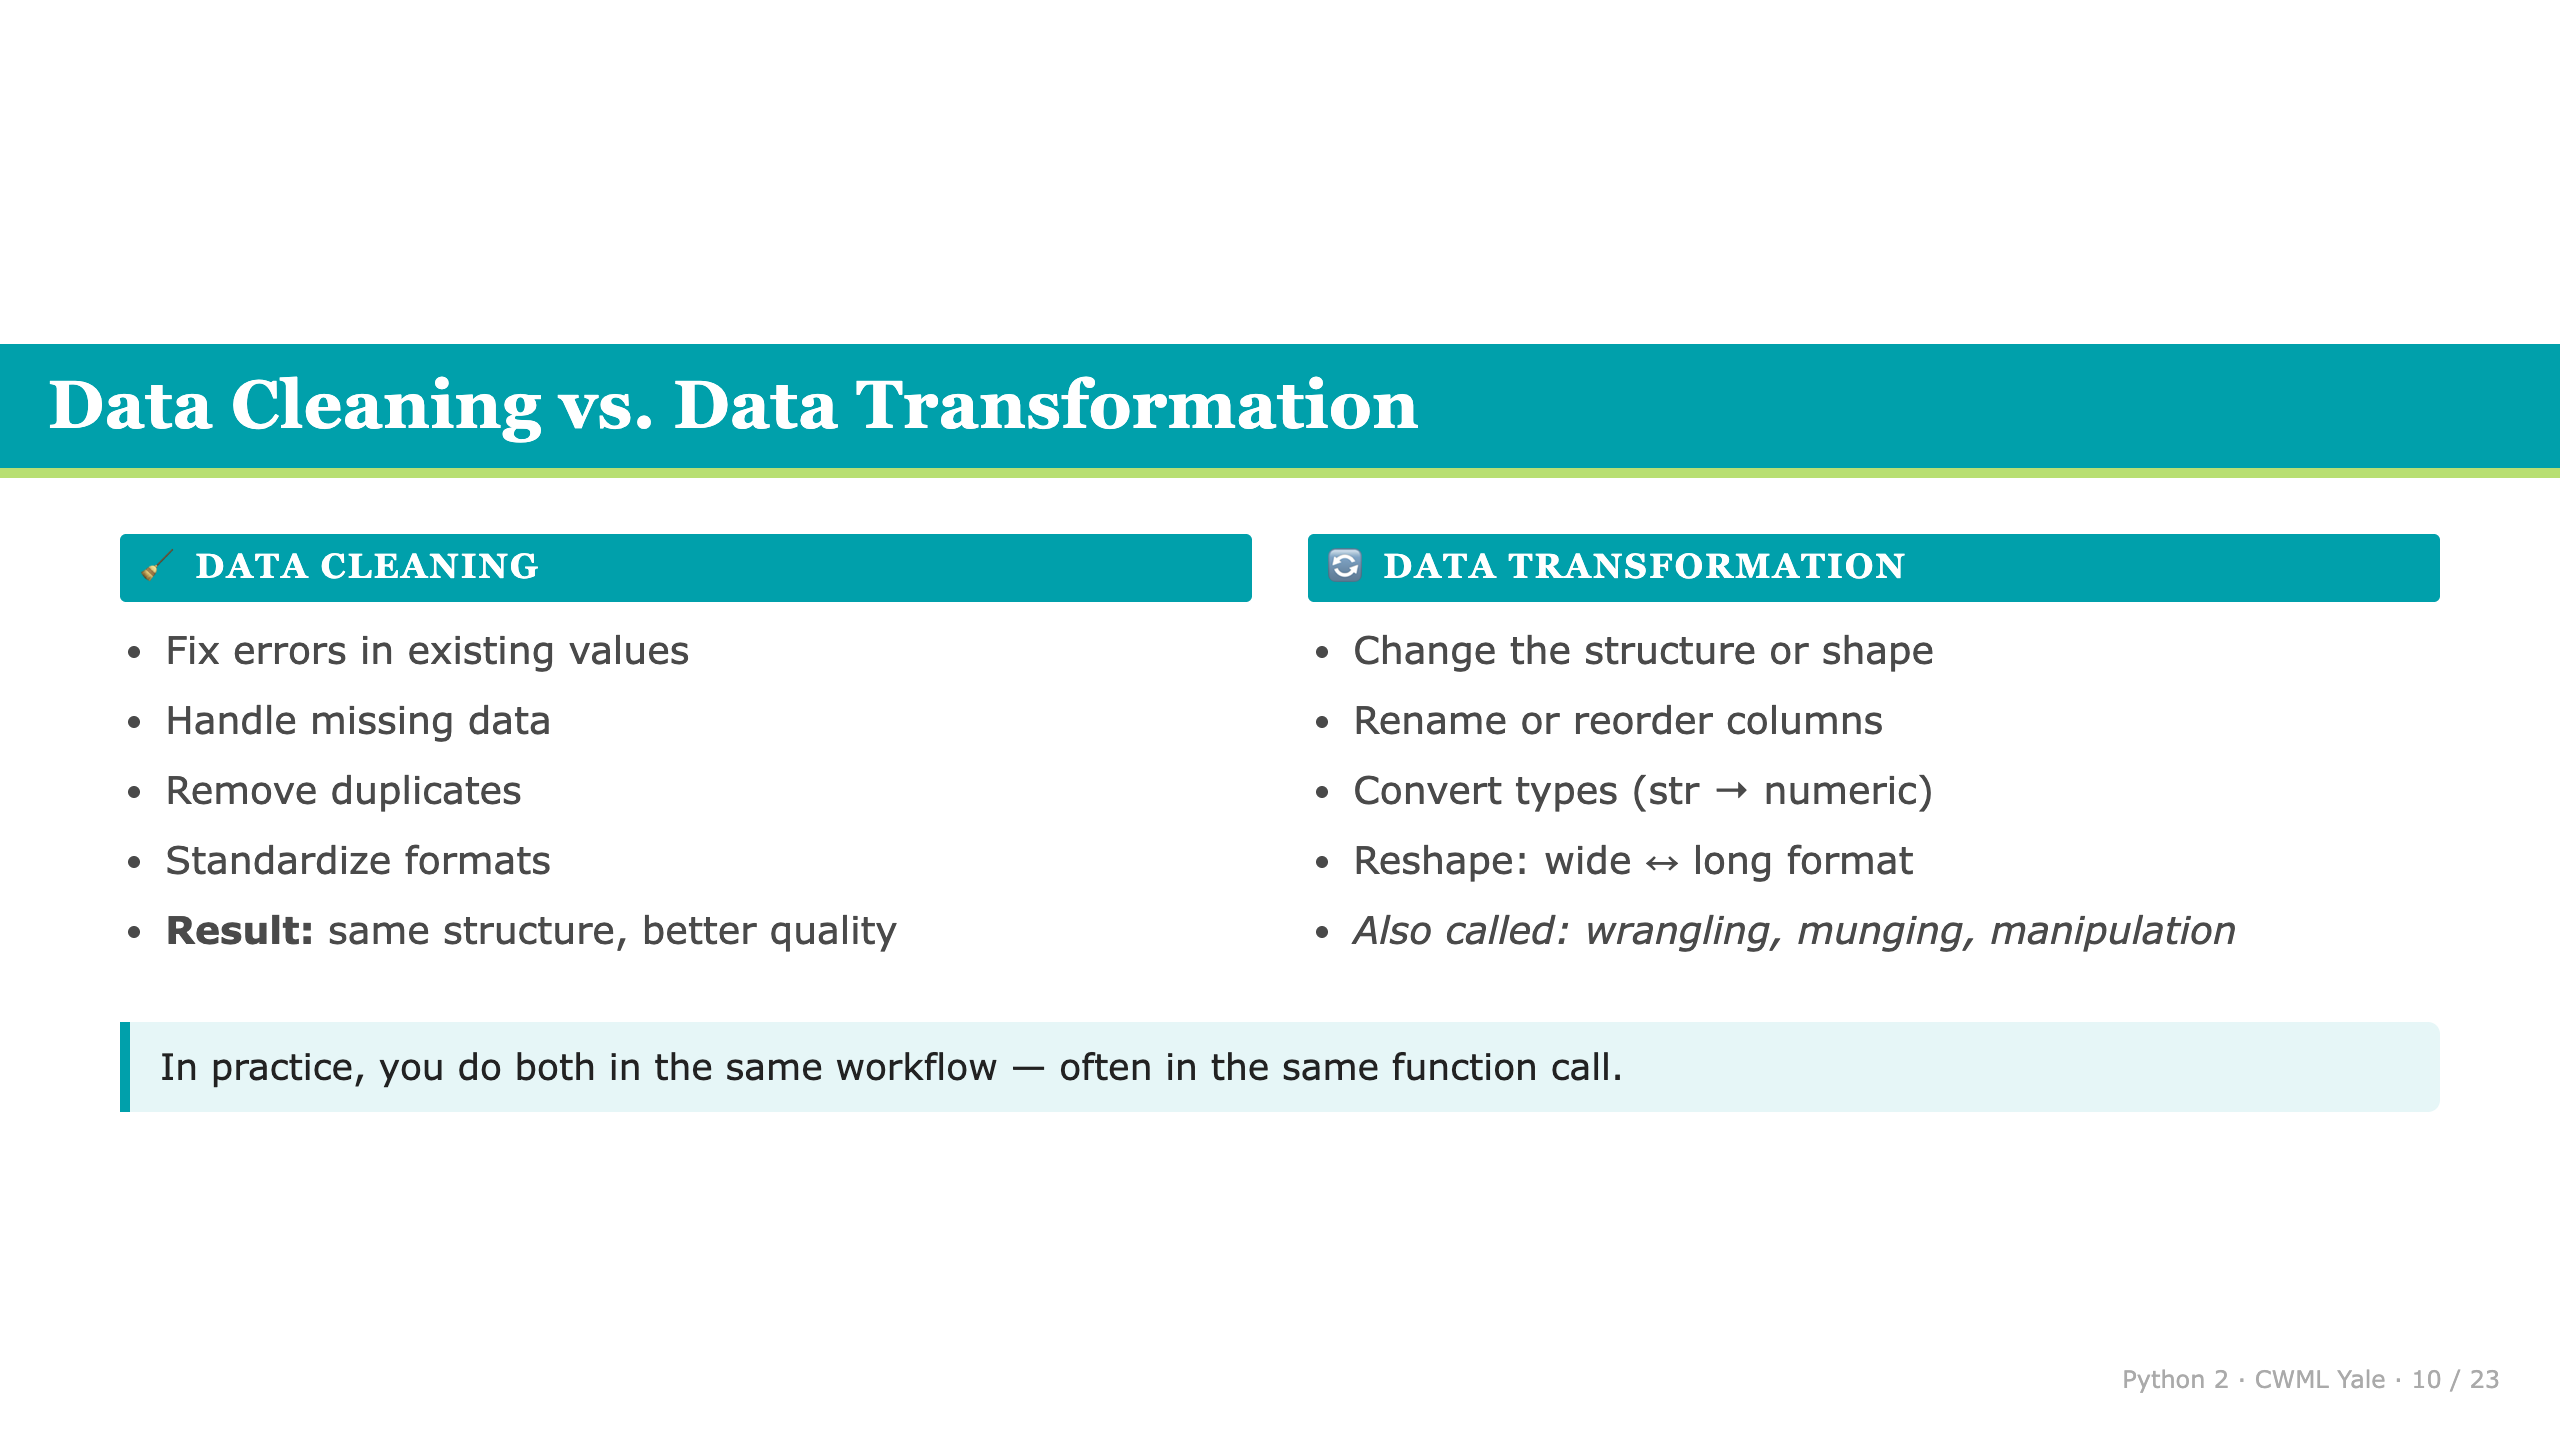 Data Cleaning vs. Data Transformation
🧹 DATA CLEANING
• Fix errors in existing values
• Handle missing data
• Remove duplicates
• Standardize formats
• Result: same structure, better quality
🔄 DATA TRANSFORMATION
• Change the structure or shape
• Rename or reorder columns
• Convert types (str → numeric)
• Reshape: wide ↔ long format
• Also called: wrangling, munging, manipulation
In practice, you do both in the same workflow — often in the same function call.
Python 2 · CWML Yale · 10 / 23